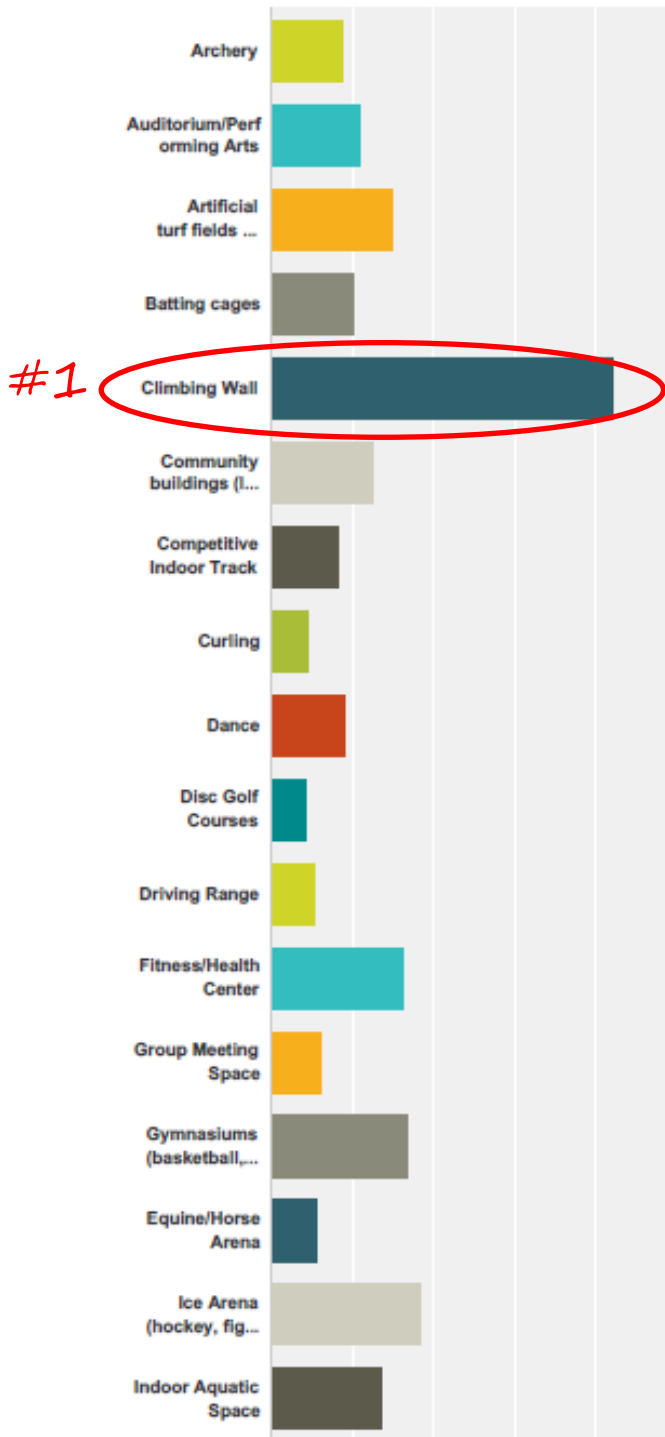 Archery
Auditorium/Perf
orming Arts
Artificial
turf fields ...
Batting cages
#1
Climbing Wall
Community
buildings (I...
Competitive
Indoor Track
Curling
Dance
Disc Golf
Courses
Driving Range
Fitness/Health
Center
Group Meeting
Space
Gymnasiums
(basketball,...
Equine/Horse
Arena
Ice Arena
(hockey, fig...
Indoor Aquatic
Space